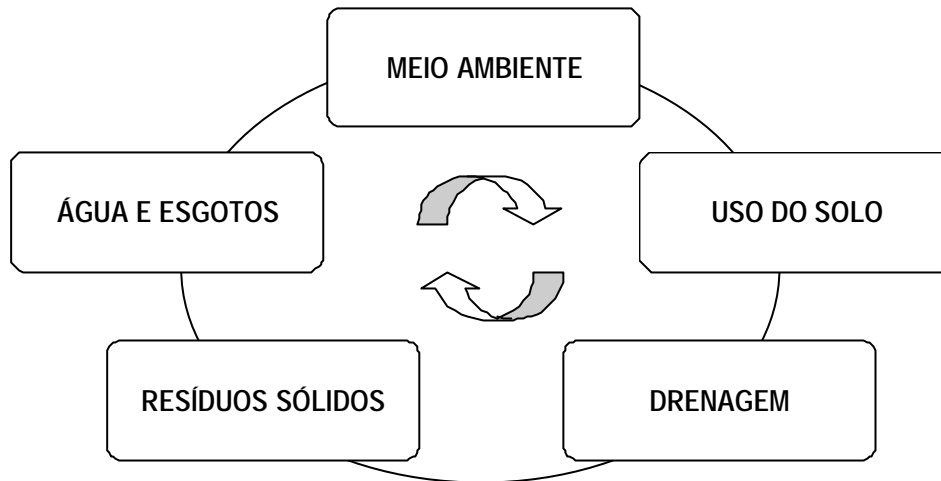 MEIO AMBIENTE
ÁGUA E ESGOTOS
USO DO SOLO
RESÍDUOS SÓLIDOS
DRENAGEM